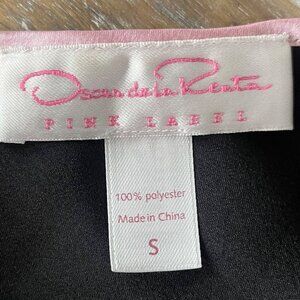 Oscar de la Renta
PINK LABEL
100% polyester
Made in China
S